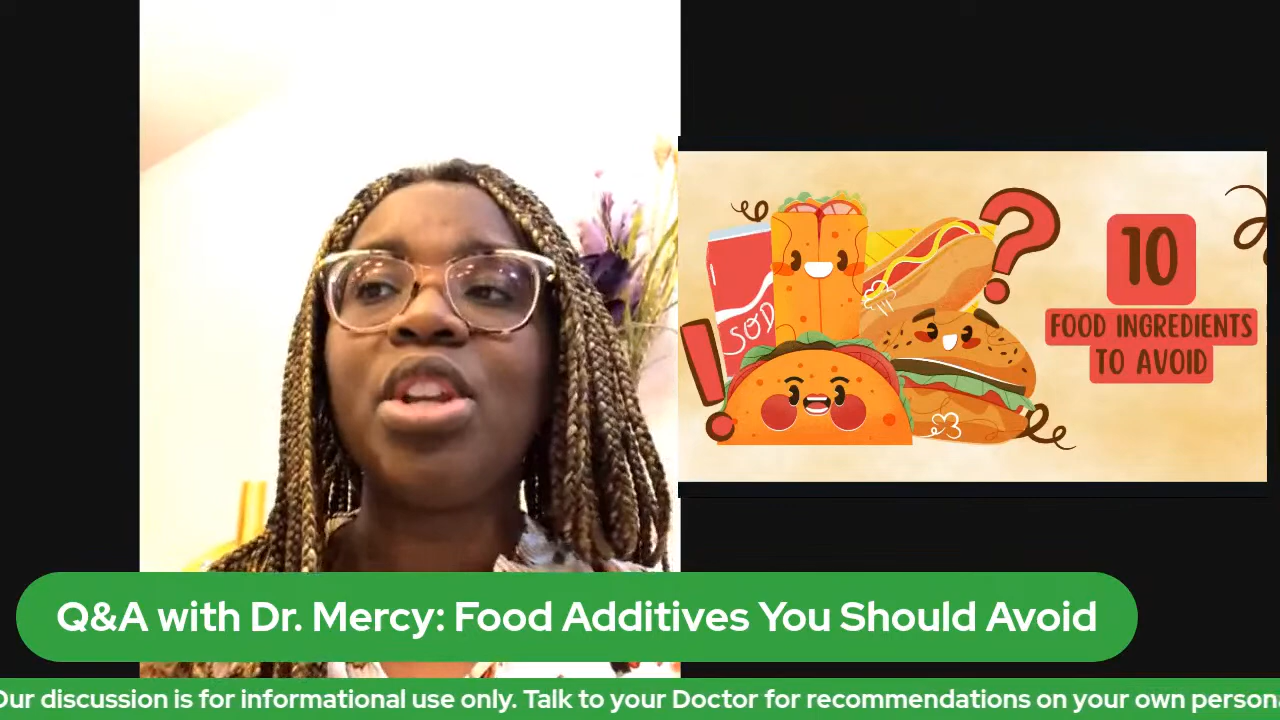 SOD
10
FOOD INGREDIENTS
TO AVOID
Q&A with Dr. Mercy: Food Additives You Should Avoid
Our discussion is for informational use only. Talk to your Doctor for recommendations on your own person